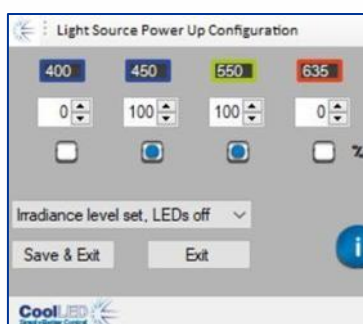 Light Source Power Up Configuration
400 450 550 635
0 100 100 0
%
Irradiance level set, LEDs off
Save & Exit Exit
i
CoolLED